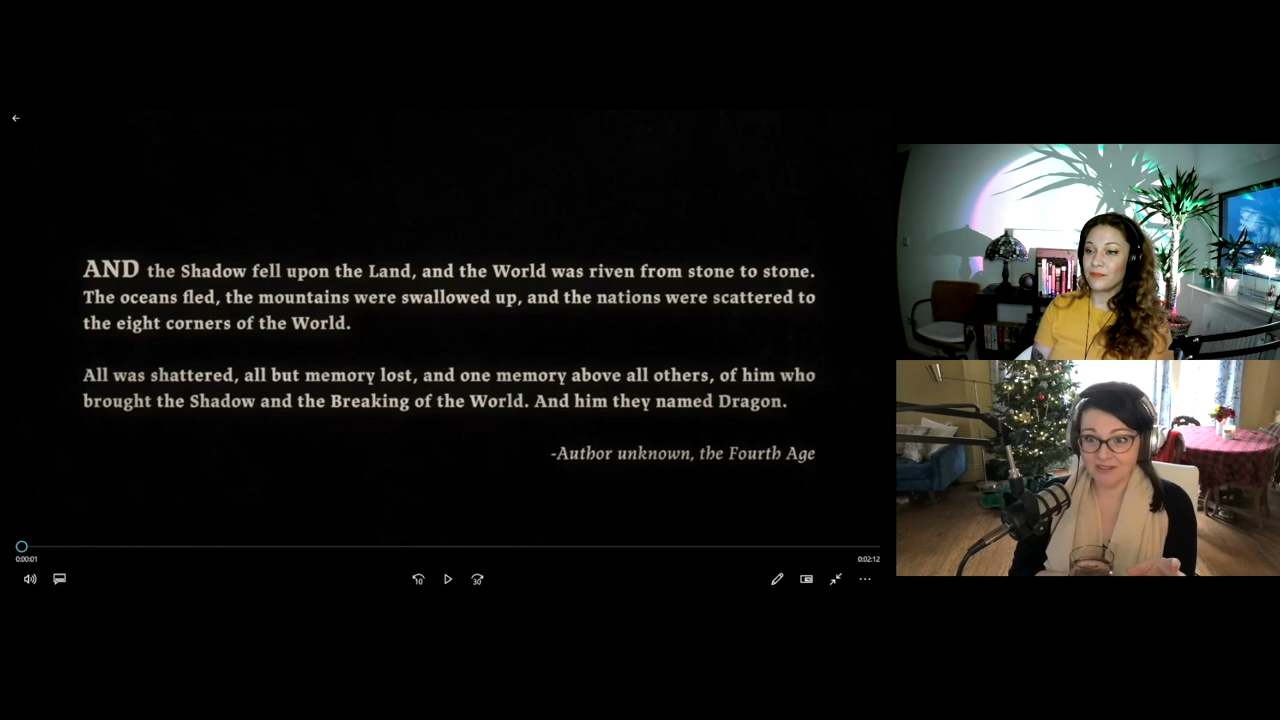 AND the Shadow fell upon the Land, and the World was riven from stone to stone.
The oceans fled, the mountains were swallowed up, and the nations were scattered to
the eight corners of the World.
All was shattered, all but memory lost, and one memory above all others, of him who
brought the Shadow and the Breaking of the World. And him they named Dragon.
-Author unknown, the Fourth Age
0:00:01
0:02:12
10
30